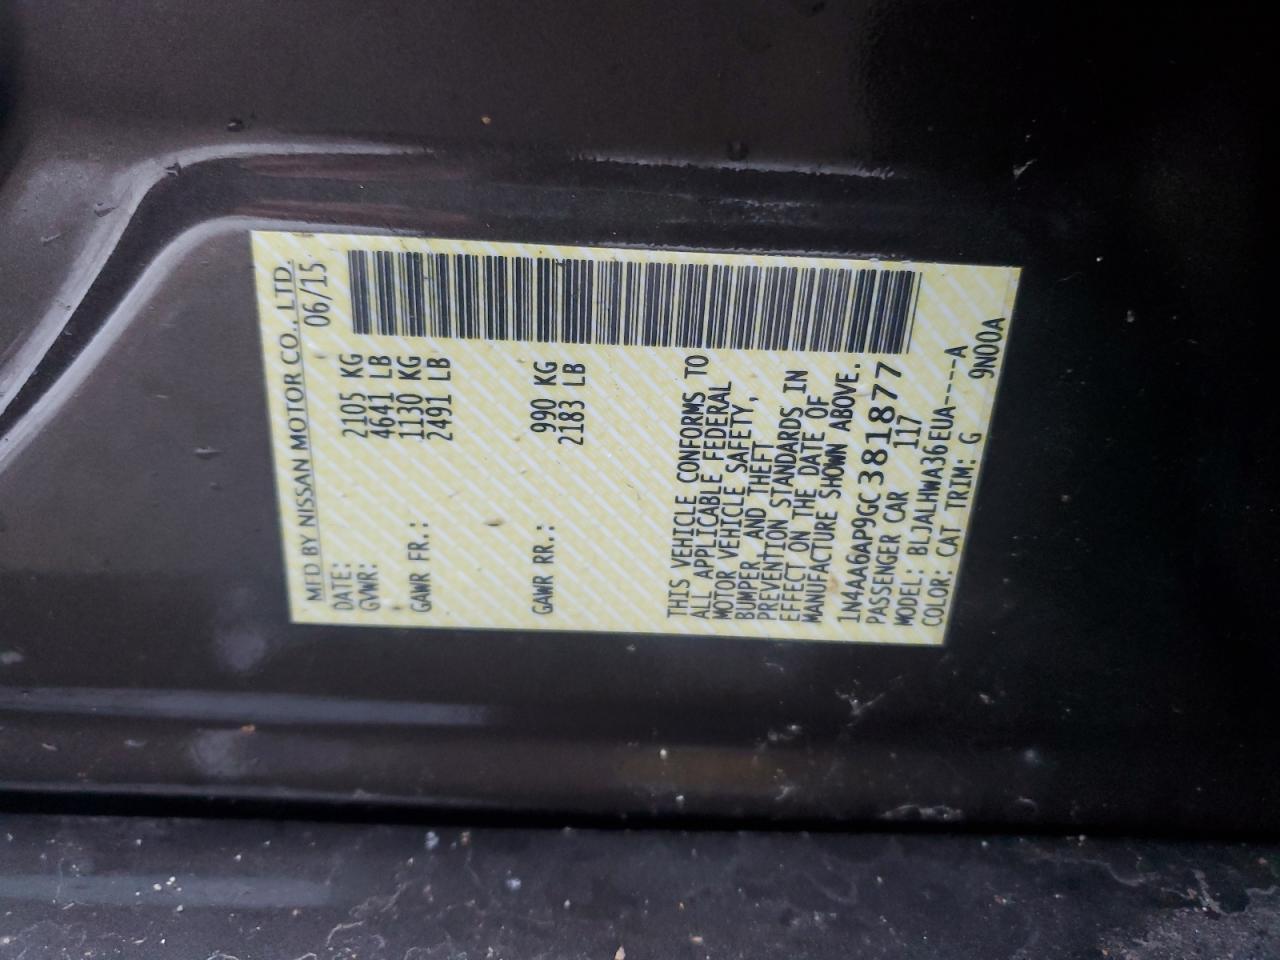 MFD BY NISSAN MOTOR CO., LTD.
DATE: 06/15
GVWR: 2105 KG
4641 LB
GAWR FR.: 1130 KG
2491 LB
GAWR RR.: 990 KG
2183 LB
THIS VEHICLE CONFORMS TO
ALL APPLICABLE FEDERAL
MOTOR VEHICLE SAFETY,
BUMPER, AND THEFT
PREVENTION STANDARDS IN
EFFECT ON THE DATE OF
MANUFACTURE SHOWN ABOVE.
1N4AA6AP9GC381877
PASSENGER CAR 117
MODEL: BLJALHWA36EUA-----A
COLOR: CAT TRIM: G 9N00A